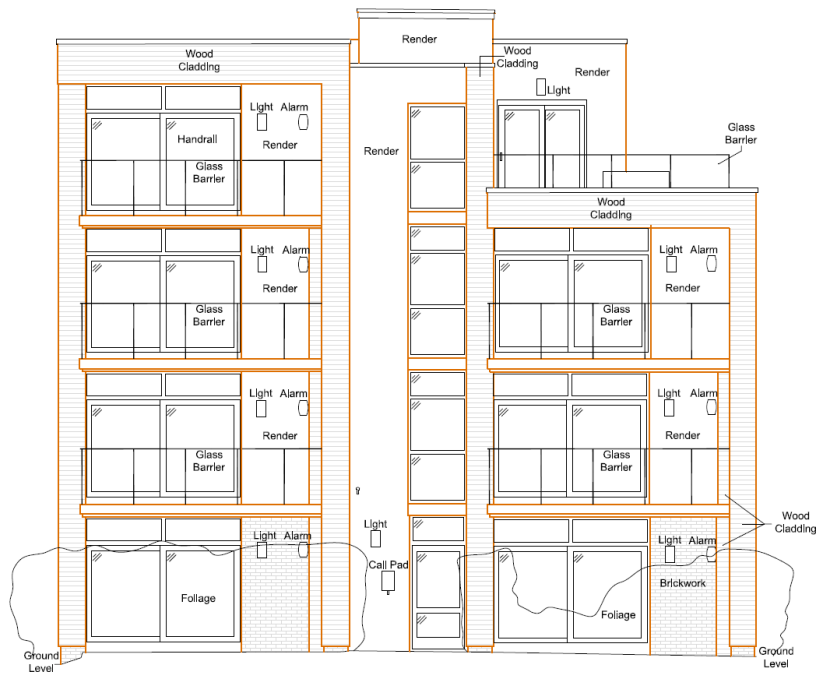 Render
Wood
Cladding
Wood
Cladding
Render
Light
Light Alarm
Handrail
Render
Glass
Barrier
Glass
Barrier
Render
Wood
Cladding
Light Alarm
Render
Glass
Barrier
Light Alarm
Render
Glass
Barrier
Light Alarm
Render
Glass
Barrier
Light Alarm
Render
Glass
Barrier
Wood
Cladding
Light Alarm
Light
Light Alarm
Call Pad
Brickwork
Foliage
Foliage
Ground
Level
Ground
Level